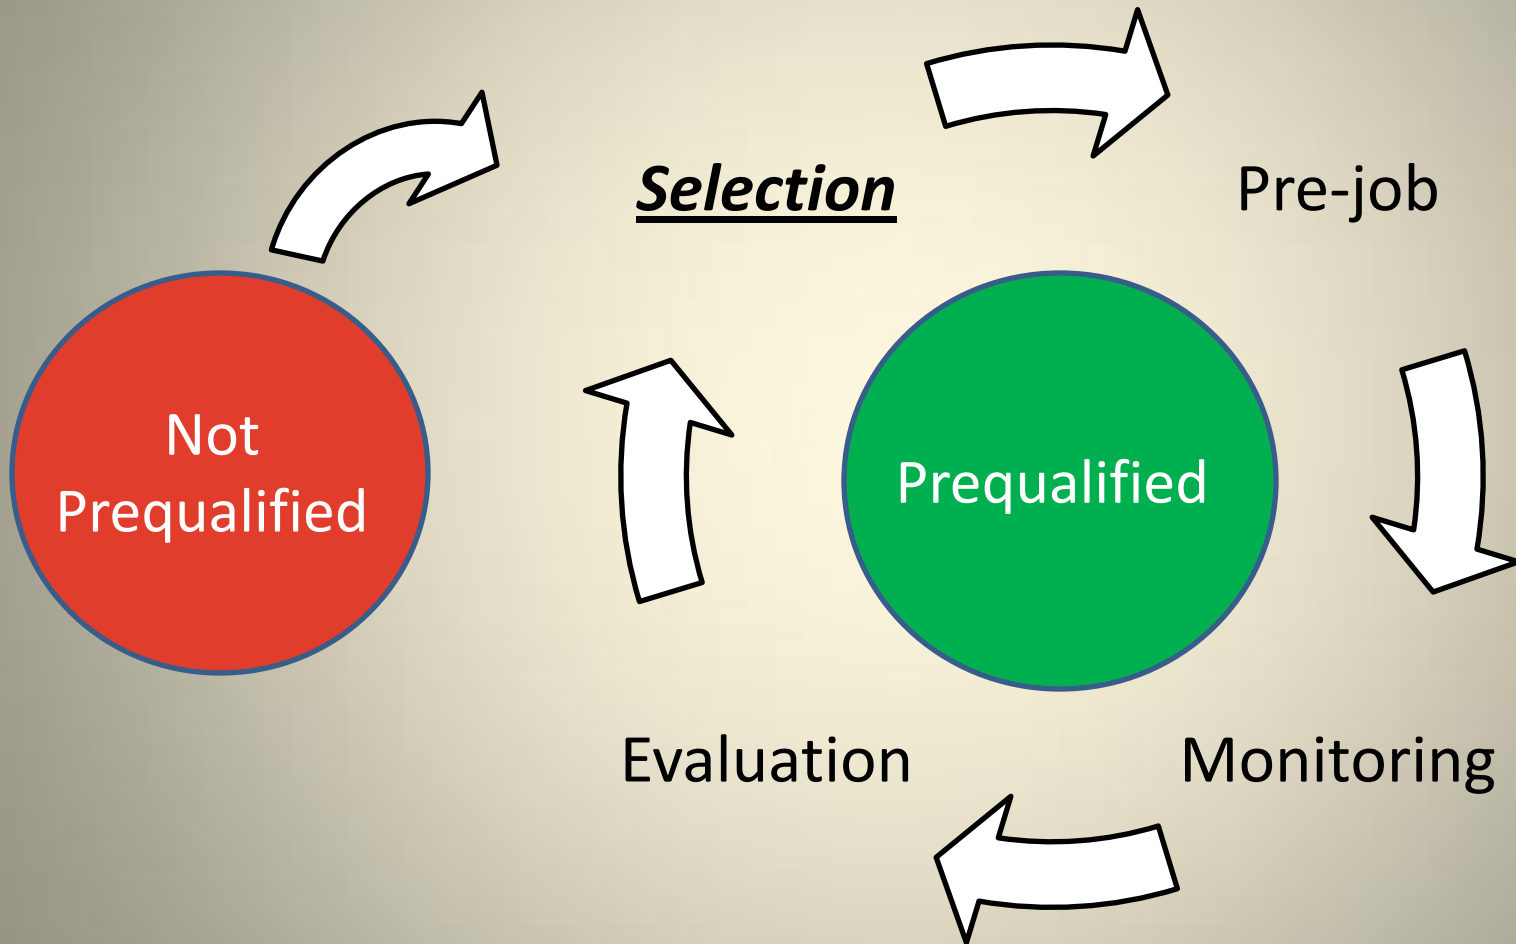 Selection
Pre-job
Not
Prequalified
Prequalified
Evaluation
Monitoring